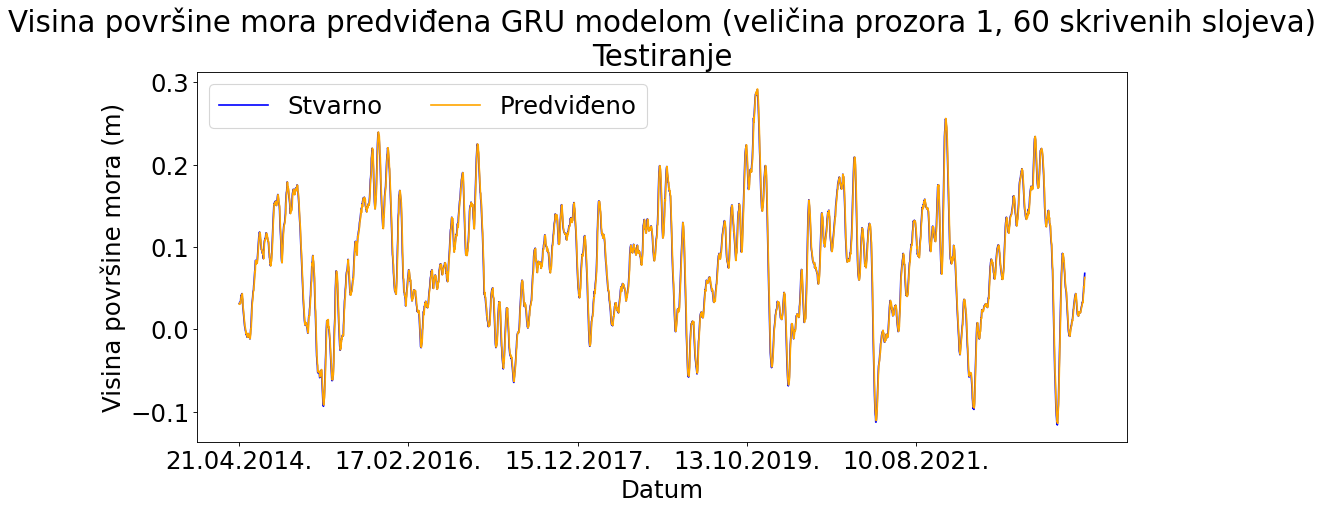 Visina površine mora predviđena GRU modelom (veličina prozora 1, 60 skrivenih slojeva)
Testiranje
Stvarno
Predviđeno
Visina površine mora (m)
0.3
0.2
0.1
0.0
−0.1
21.04.2014.
17.02.2016.
15.12.2017.
13.10.2019.
10.08.2021.
Datum